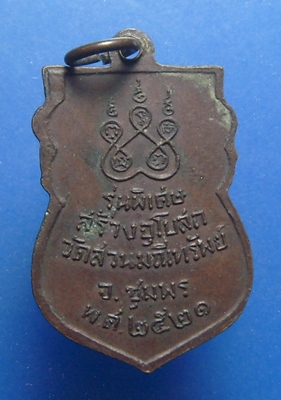 รุ่นพิเศษ
สร้างอุโบสถ
วัดสวนมณีทรัพย์
จ.ชุมพร
พ.ศ.๒๕๒๑